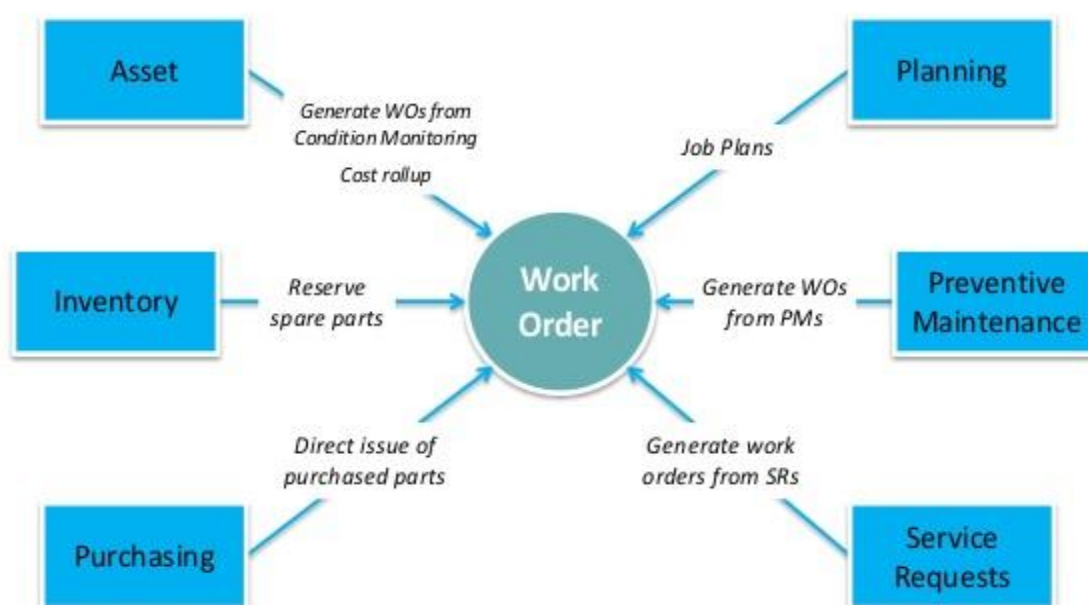 Asset
Planning
Generate WOs from
Condition Monitoring
Cost rollup
Job Plans
Work
Order
Inventory
Reserve
spare parts
Generate WOs
from PMs
Preventive
Maintenance
Direct issue of
purchased parts
Generate work
orders from SRs
Purchasing
Service
Requests